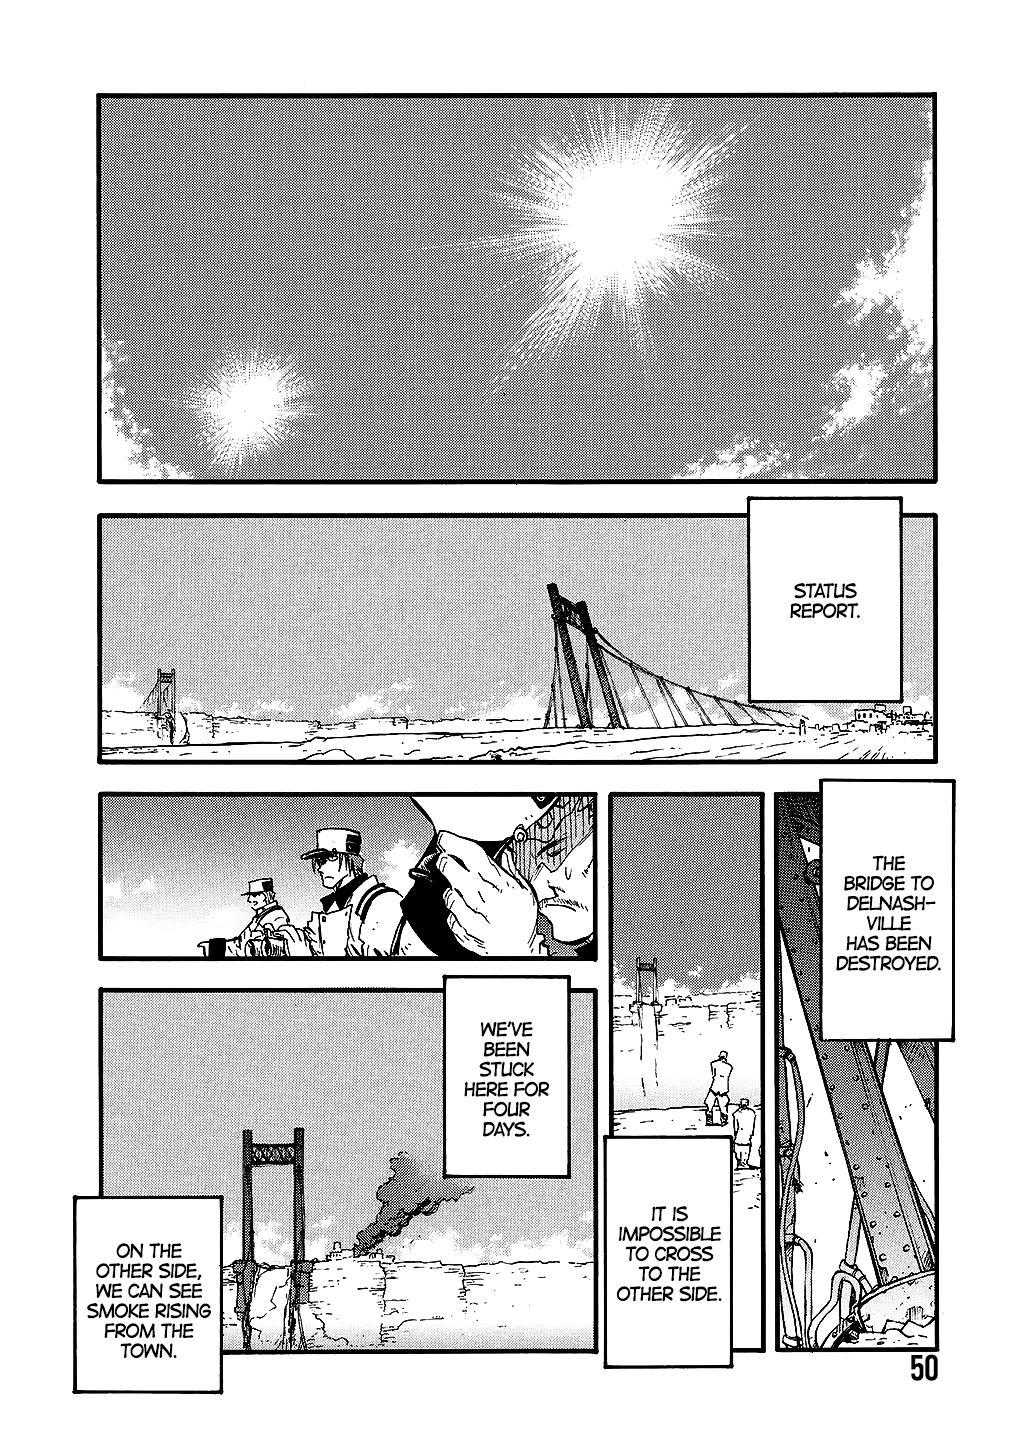 STATUS
REPORT.
THE
BRIDGE TO
DELNASH-
VILLE
HAS BEEN
DESTROYED.
IT IS
IMPOSSIBLE
TO CROSS
TO THE
OTHER SIDE.
WE'VE
BEEN
STUCK
HERE FOR
FOUR
DAYS.
ON THE
OTHER SIDE,
WE CAN SEE
SMOKE RISING
FROM THE
TOWN.
50